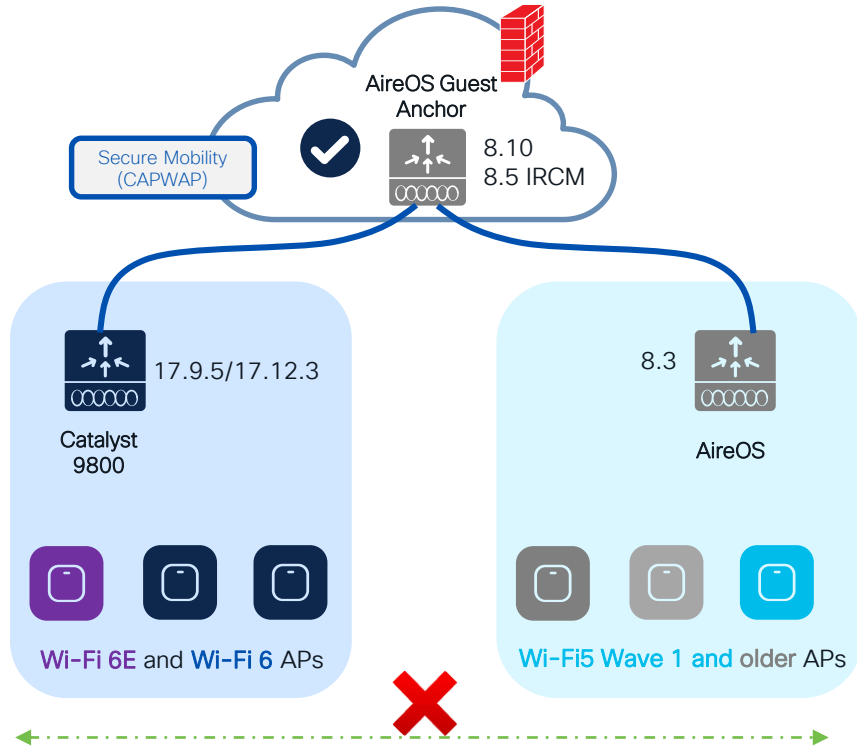 AireOS Guest
Anchor
Secure Mobility
(CAPWAP)
8.10
8.5 IRCM
17.9.5/17.12.3
Catalyst
9800
8.3
AireOS
Wi-Fi 6E and Wi-Fi 6 APs
Wi-Fi5 Wave 1 and older APs